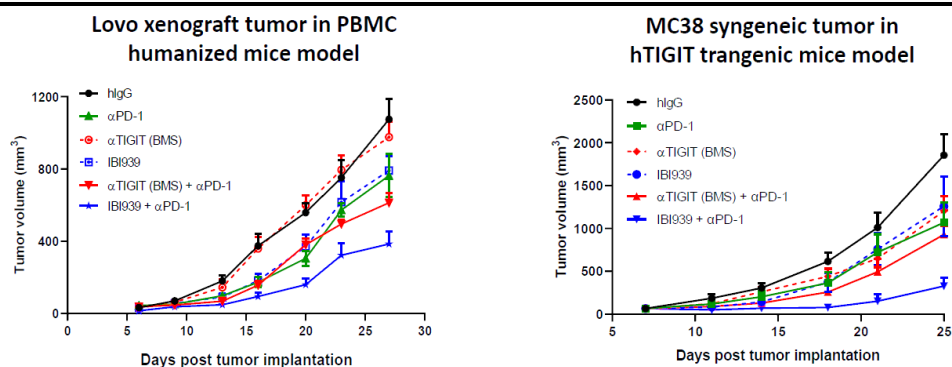 Lovo xenograft tumor in PBMC
humanized mice model
Tumor volume (mm³)
1200
800
400
0
hIgG
αPD-1
αTIGIT (BMS)
IBI939
αTIGIT (BMS) + αPD-1
IBI939 + αPD-1
0 5 10 15 20 25 30
Days post tumor implantation
MC38 syngeneic tumor in
hTIGIT trangenic mice model
Tumor volume (mm³)
2500
2000
1500
1000
500
0
hIgG
αPD-1
αTIGIT (BMS)
IBI939
αTIGIT (BMS) + αPD-1
IBI939 + αPD-1
5 10 15 20 25
Days post tumor implantation